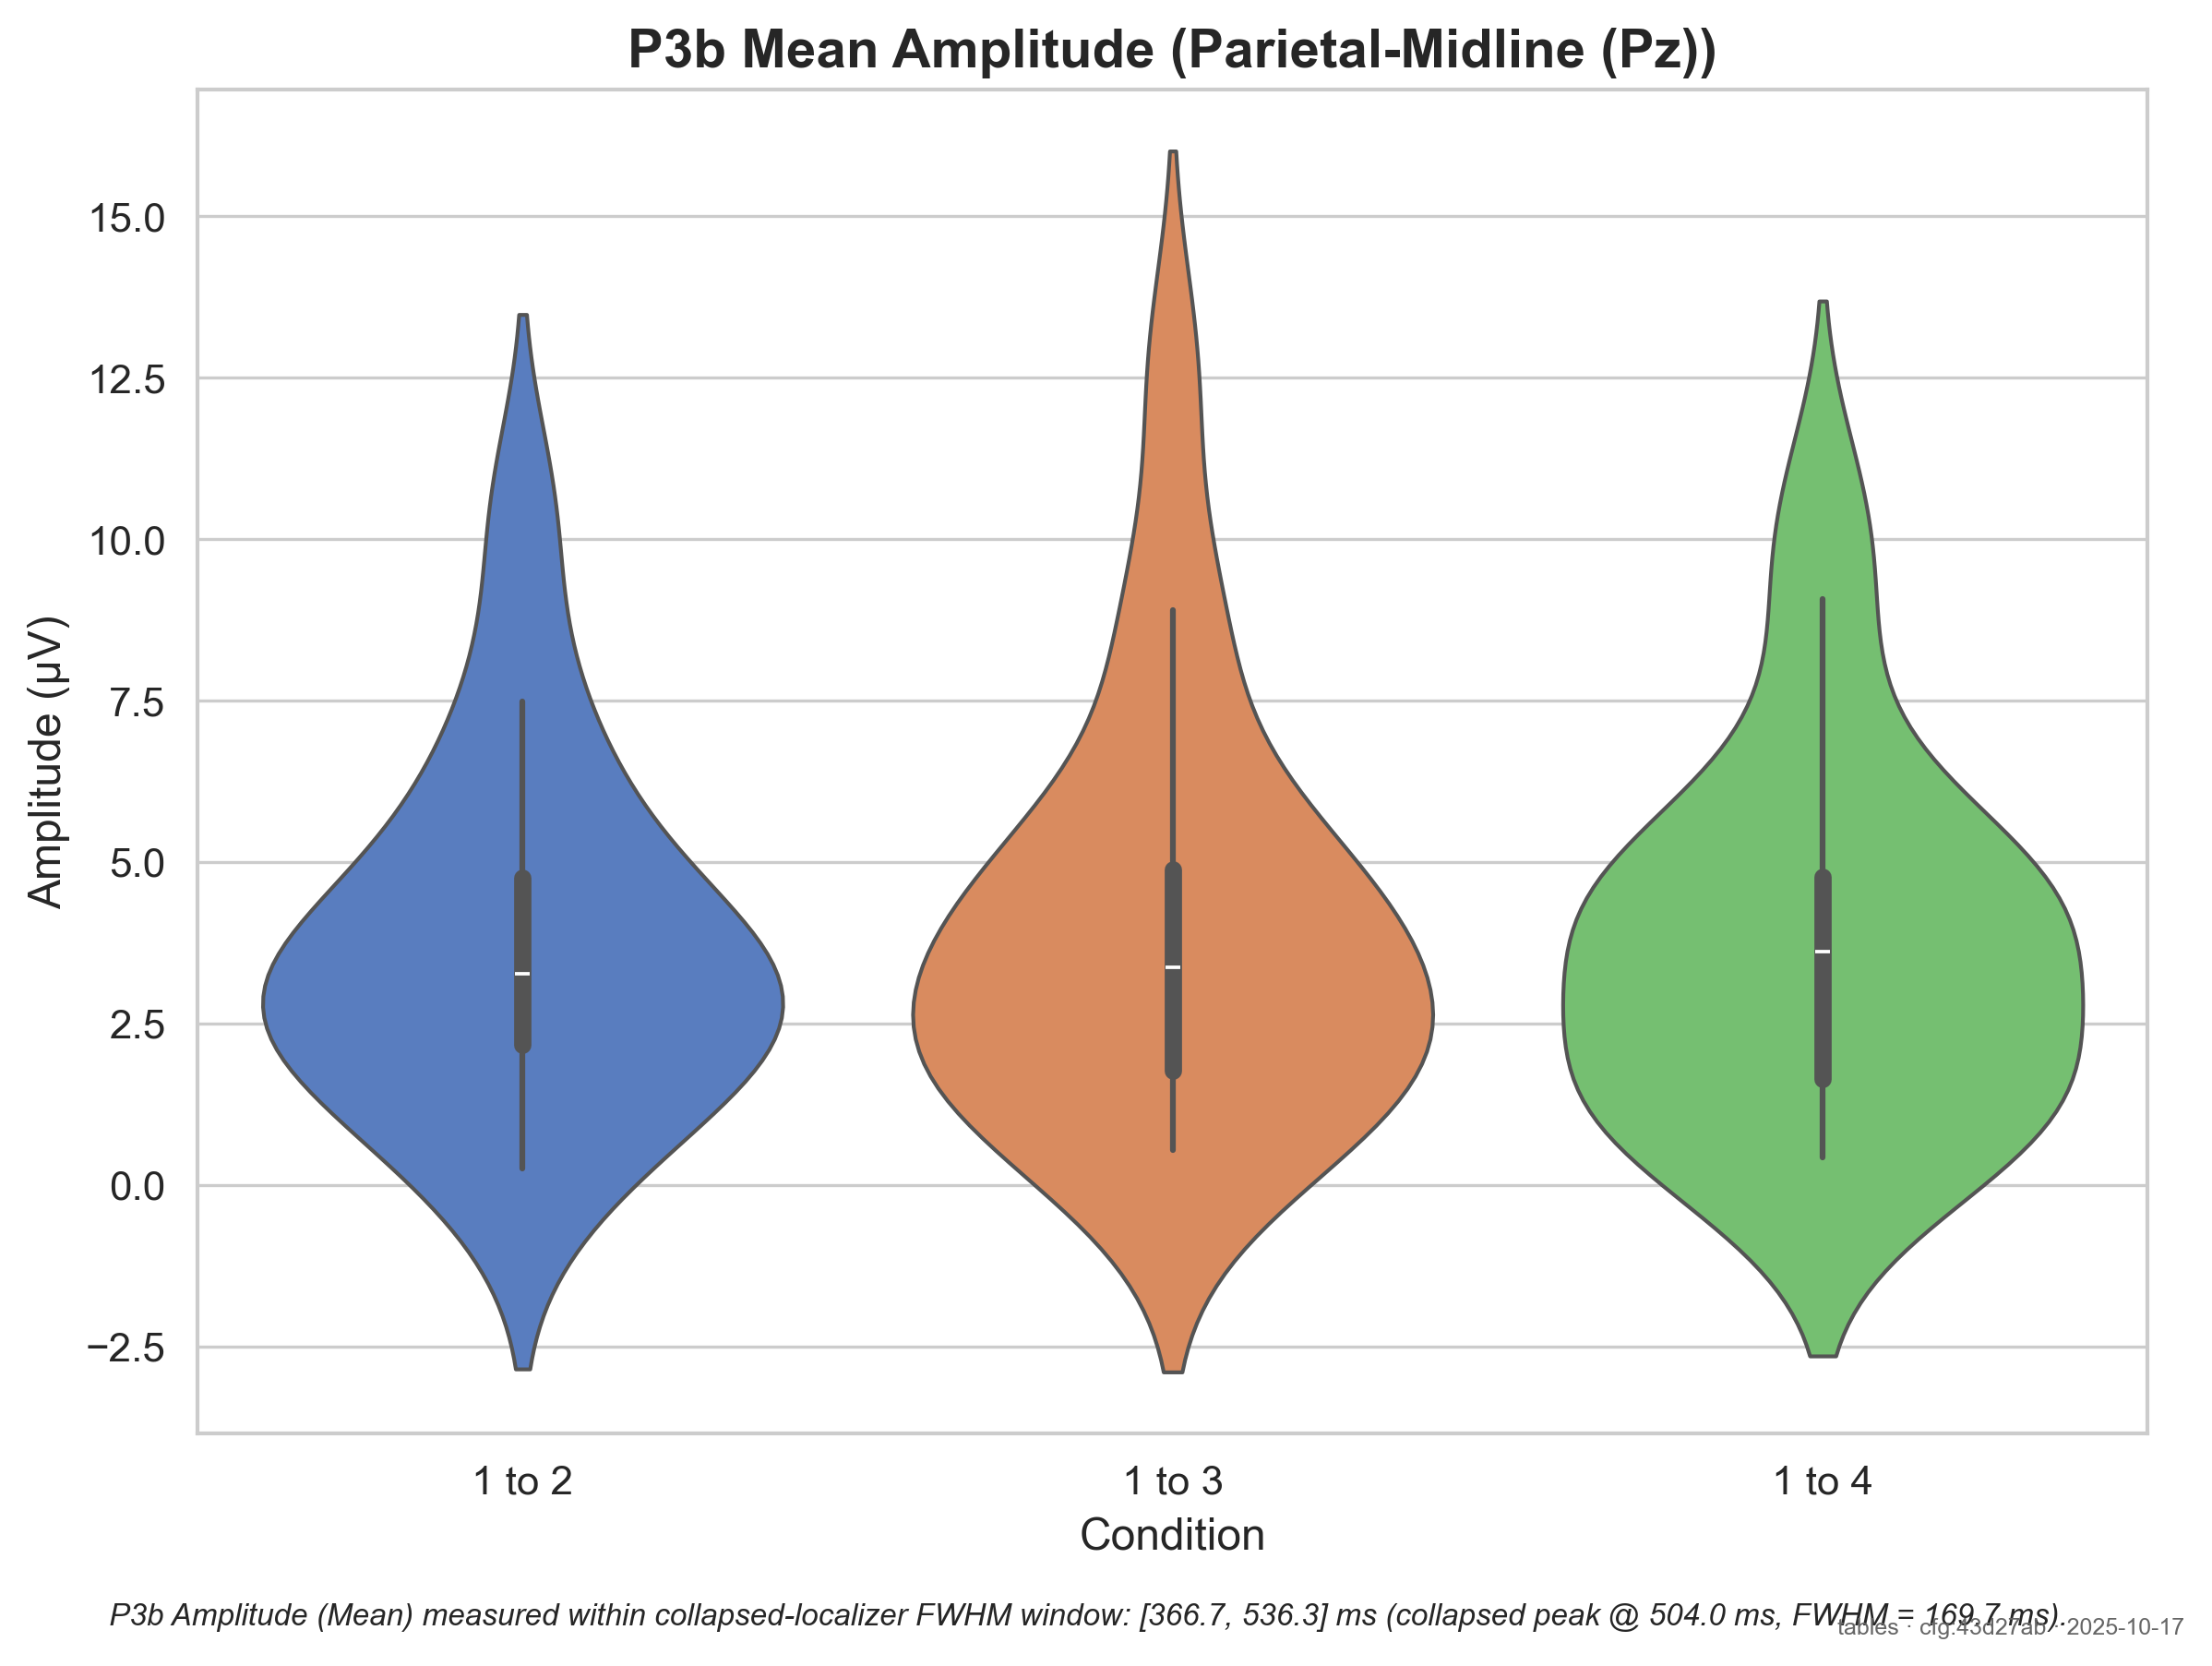 P3b Mean Amplitude (Parietal-Midline (Pz))
Amplitude (µV)
15.0
12.5
10.0
7.5
5.0
2.5
0.0
−2.5
1 to 2
1 to 3
1 to 4
Condition
P3b Amplitude (Mean) measured within collapsed-localizer FWHM window: [366.7, 536.3] ms (collapsed peak @ 504.0 ms, FWHM = 169.7 ms).
tables · cfg:43d27ab · 2025-10-17